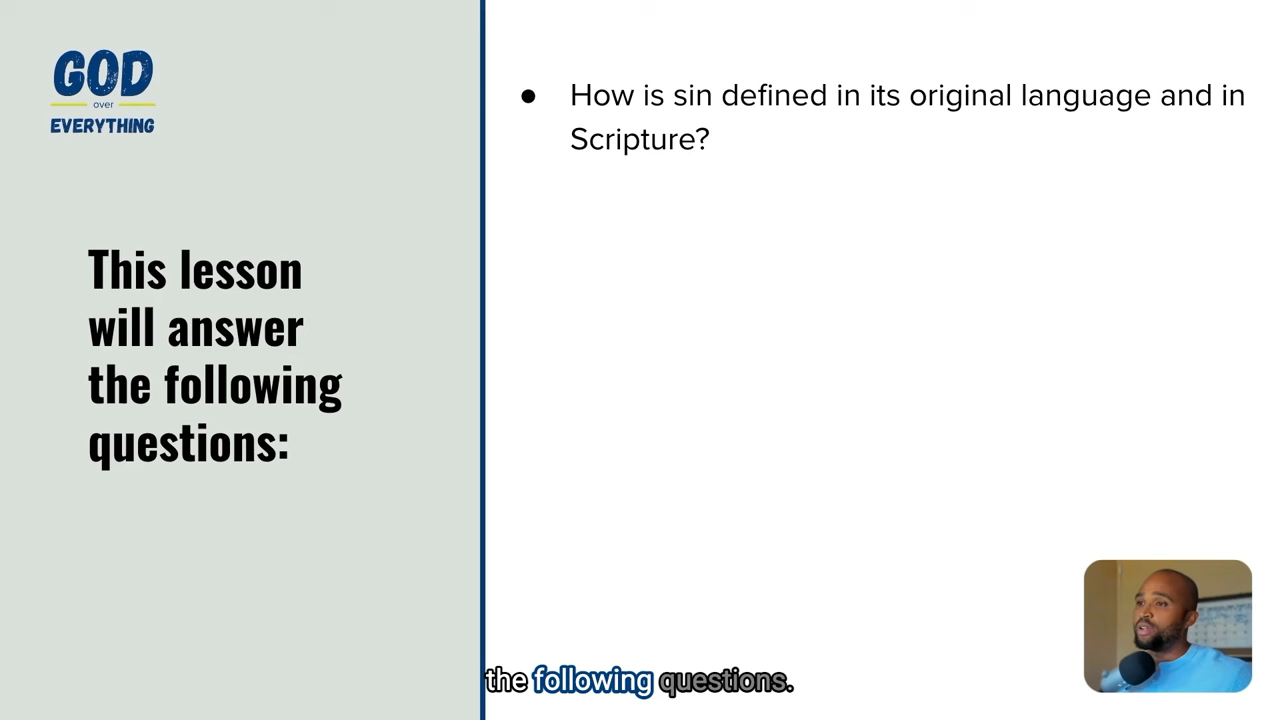 GOD
over
EVERYTHING
This lesson
will answer
the following
questions:
● How is sin defined in its original language and in
Scripture?
the following questions.